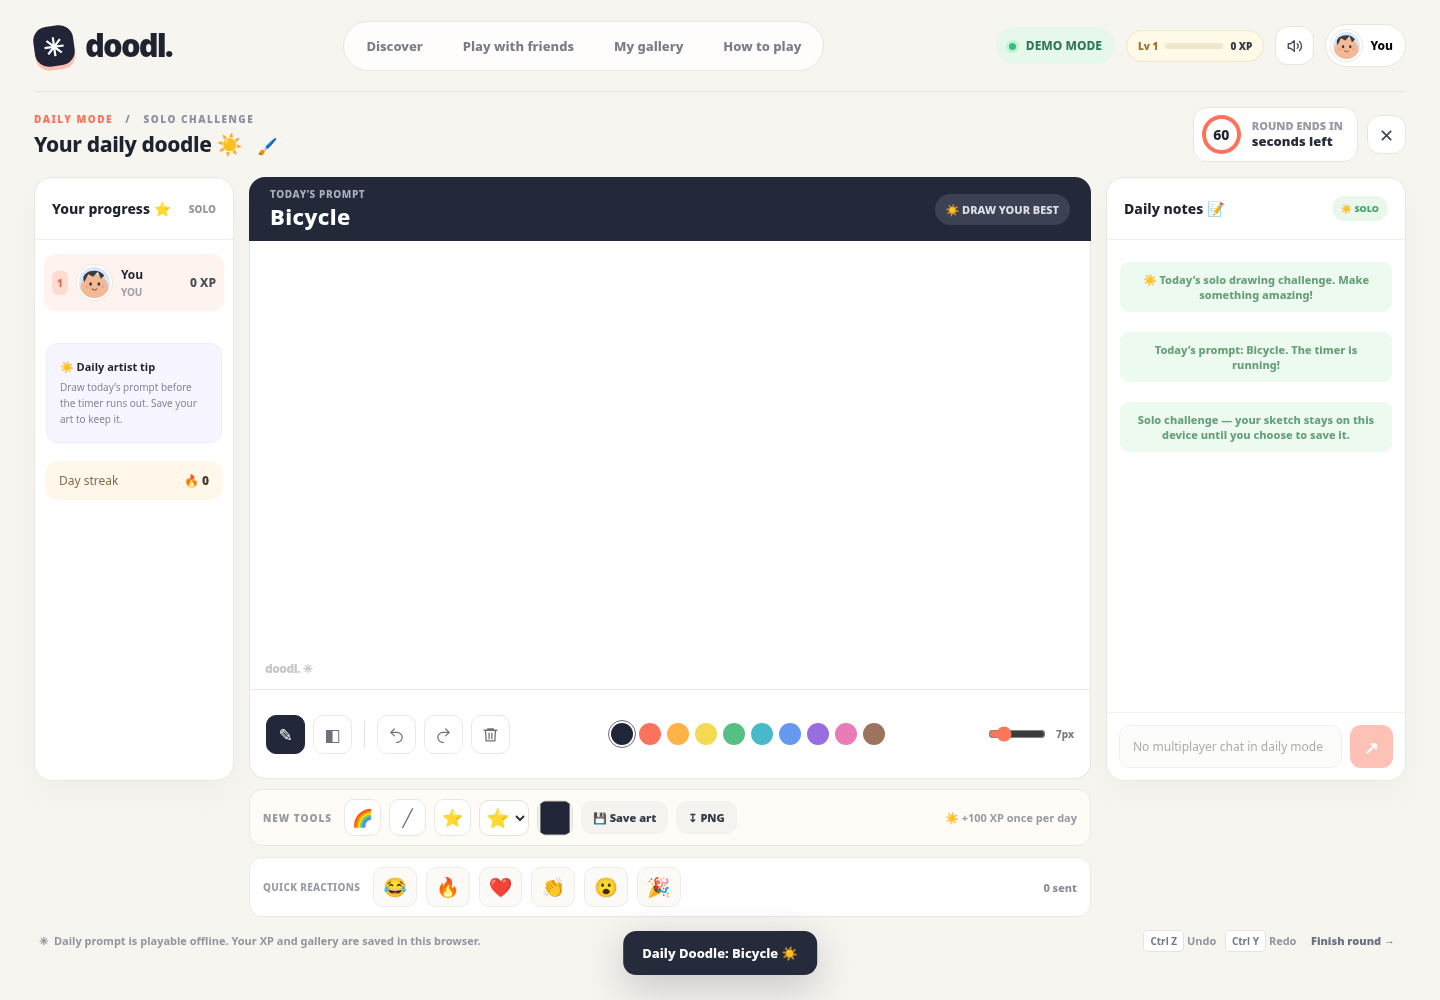 doodl.
Discover
Play with friends
My gallery
How to play
DEMO MODE
Lv 1
0 XP
You
DAILY MODE / SOLO CHALLENGE
Your daily doodle ☀️ 🖌️
60
ROUND ENDS IN
seconds left
Your progress ⭐
SOLO
1
You
YOU
0 XP
☀️ Daily artist tip
Draw today's prompt before
the timer runs out. Save your
art to keep it.
Day streak
🔥 0
TODAY'S PROMPT
Bicycle
☀️ DRAW YOUR BEST
doodl. ✳
7px
NEW TOOLS
💾 Save art
↧ PNG
☀️ +100 XP once per day
QUICK REACTIONS
0 sent
Daily notes 📝
☀️ SOLO
☀️ Today's solo drawing challenge. Make
something amazing!
Today's prompt: Bicycle. The timer is
running!
Solo challenge — your sketch stays on this
device until you choose to save it.
No multiplayer chat in daily mode
✳ Daily prompt is playable offline. Your XP and gallery are saved in this browser.
Daily Doodle: Bicycle ☀️
Ctrl Z Undo
Ctrl Y Redo
Finish round →